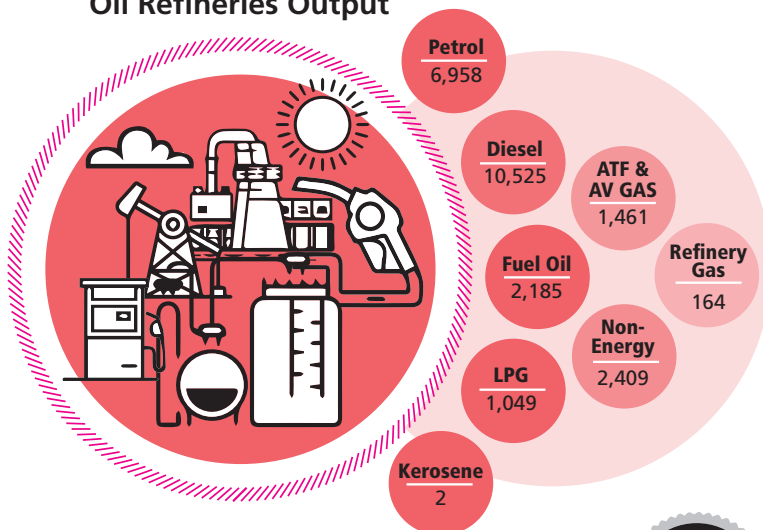 Oil Refineries Output
Petrol
6,958
Diesel
10,525
ATF &
AV GAS
1,461
Fuel Oil
2,185
Refinery
Gas
164
Non-
Energy
2,409
LPG
1,049
Kerosene
2